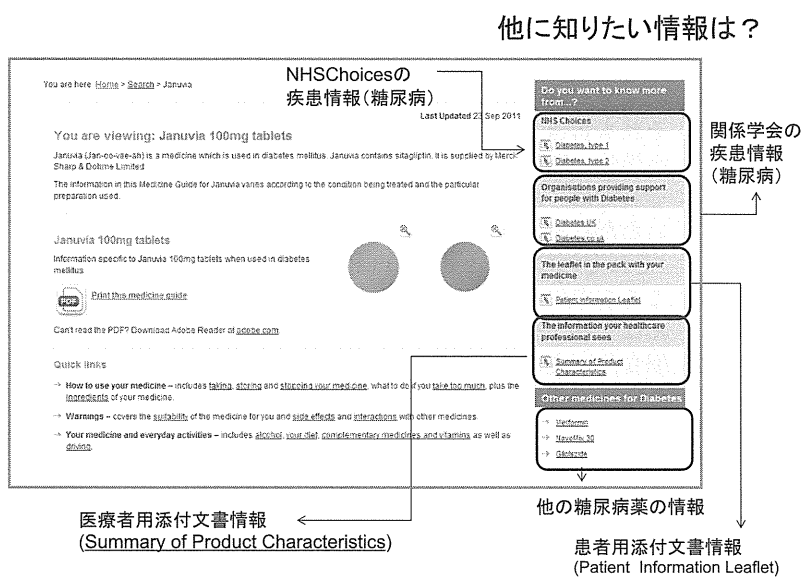 他に知りたい情報は？
You are here Home > Search > Januvia
NHSChoicesの
疾患情報（糖尿病）
Last Updated 23 Sep 2011
You are viewing: Januvia 100mg tablets
Januvia (Jan-oo-vee-ah) is a medicine which is used in diabetes mellitus. Januvia contains sitagliptin. It is supplied by Merck
Sharp & Dohme Limited
The information in this Medicine Guide for Januvia varies according to the condition being treated and the particular
preparation used.
Januvia 100mg tablets
Information specific to Januvia 100mg tablets when used in diabetes
mellitus.
PDF
Print this medicine guide
Can't read the PDF? Download Adobe Reader at adobe.com
Quick links
→ How to use your medicine – includes taking, storing and stopping your medicine, what to do if you take too much, plus the
ingredients of your medicine.
→ Warnings – covers the suitability of the medicine for you and side effects and interactions with other medicines.
→ Your medicine and everyday activities – includes alcohol, your diet, complementary medicines and vitamins as well as
driving.
Do you want to know more
from...?
NHS Choices
Diabetes, type 1
Diabetes, type 2
Organisations providing support
for people with Diabetes
Diabetes UK
Diabetes.co.uk
The leaflet in the pack with your
medicine
Patient Information Leaflet
The information your healthcare
professional sees
Summary of Product
Characteristics
Other medicines for Diabetes
→ Metformin
→ NovoMix 30
→ Gliclazide
関係学会の
疾患情報
（糖尿病）
他の糖尿病薬の情報
医療者用添付文書情報
(Summary of Product Characteristics)
患者用添付文書情報
(Patient Information Leaflet)